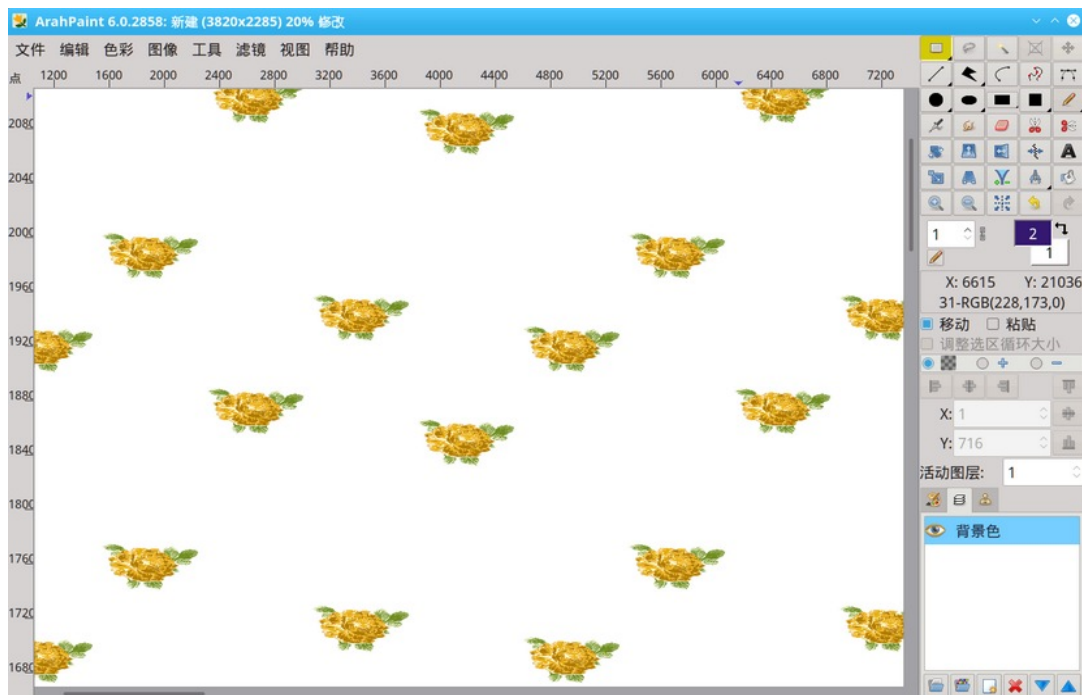 ArahPaint 6.0.2858: 新建 (3820x2285) 20% 修改
文件 编辑 色彩 图像 工具 滤镜 视图 帮助
点 1200 1600 2000 2400 2800 3200 3600 4000 4400 4800 5200 5600 6000 6400 6800 7200
2080
2040
2000
1960
1920
1880
1840
1800
1760
1720
1680
A
1
2
1
X: 6615 Y: 21036
31-RGB(228,173,0)
移动 粘贴
调整选区循环大小
X: 1
Y: 716
活动图层: 1
背景色